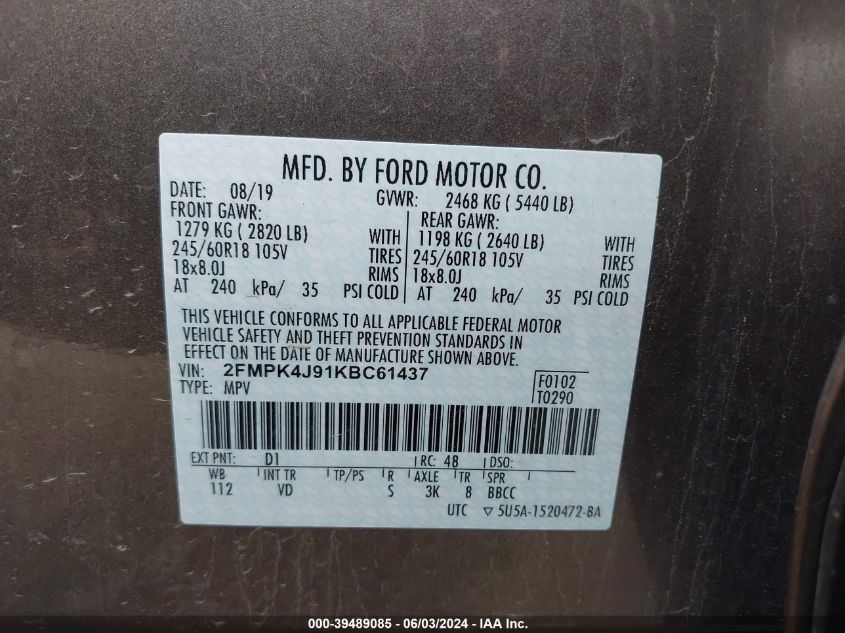 MFD. BY FORD MOTOR CO.
DATE: 08/19 GVWR: 2468 KG ( 5440 LB)
FRONT GAWR: REAR GAWR:
1279 KG ( 2820 LB) WITH 1198 KG ( 2640 LB) WITH
245/60R18 105V TIRES 245/60R18 105V TIRES
18x8.0J RIMS 18x8.0J RIMS
AT 240 kPa/ 35 PSI COLD AT 240 kPa/ 35 PSI COLD
THIS VEHICLE CONFORMS TO ALL APPLICABLE FEDERAL MOTOR
VEHICLE SAFETY AND THEFT PREVENTION STANDARDS IN
EFFECT ON THE DATE OF MANUFACTURE SHOWN ABOVE.
VIN: 2FMPK4J91KBC61437 F0102
TYPE: MPV T0290
EXT PNT: D1 RC: 48 DSO:
WB INT TR TP/PS R AXLE TR SPR
112 VD S 3K 8 BBCC
UTC ▽ 5U5A-1520472-BA
000-39489085 - 06/03/2024 - IAA Inc.